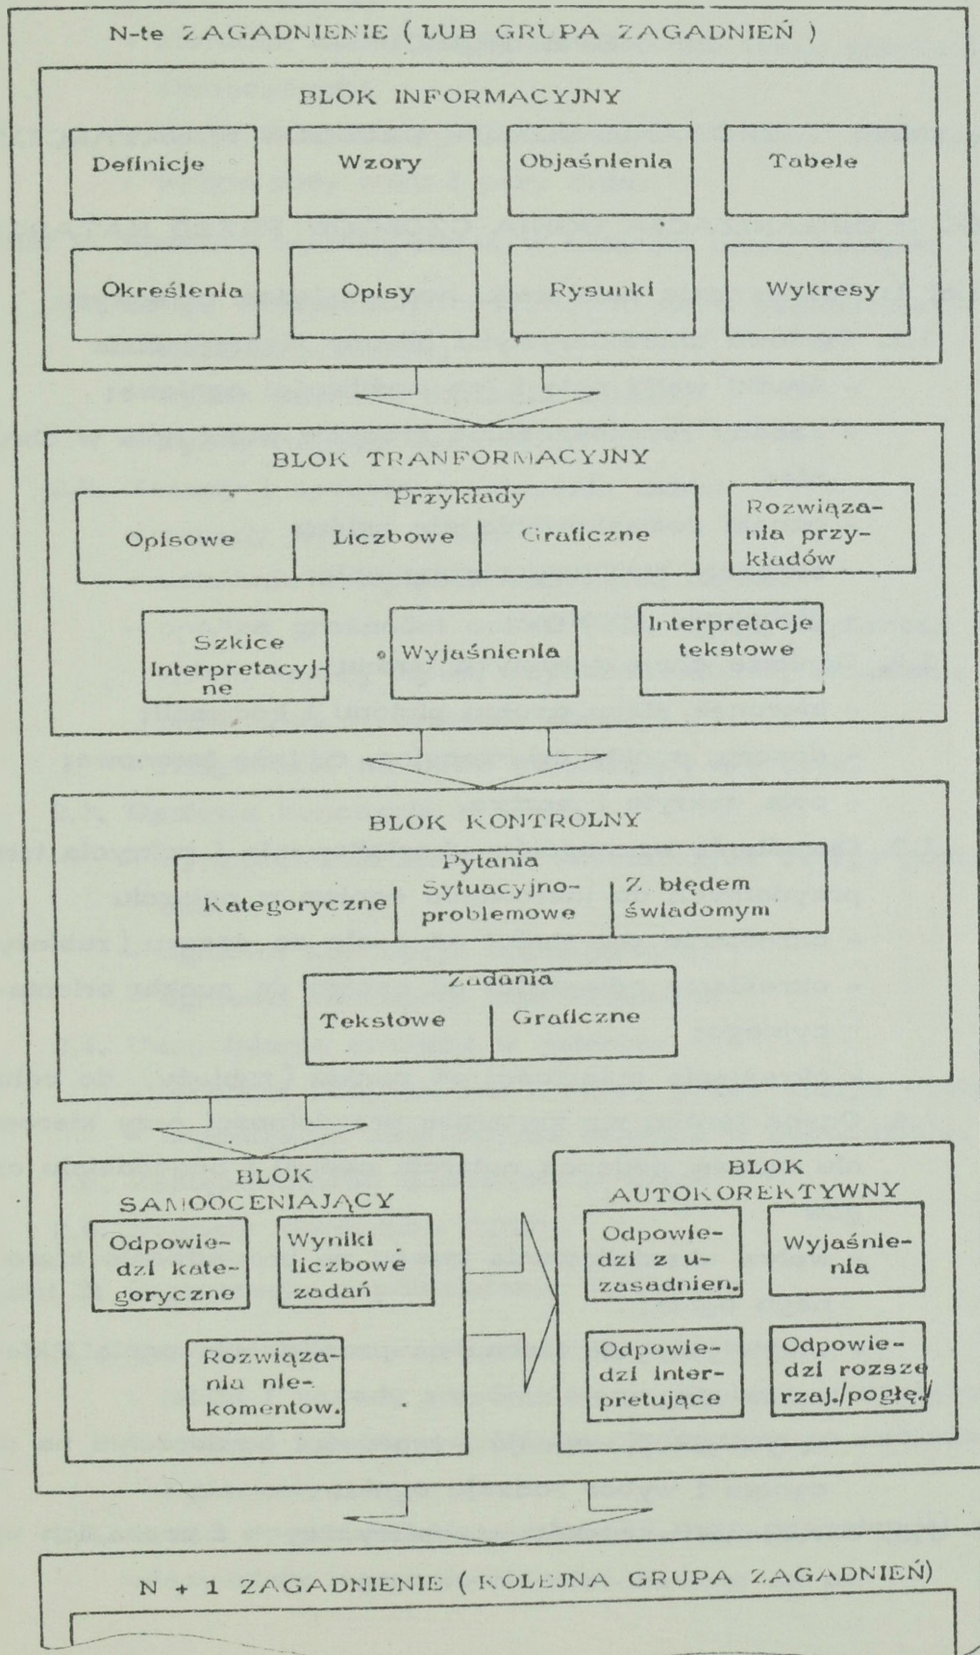 N-te ZAGADNIENIE ( LUB GRUPA ZAGADNIEŃ )
BLOK INFORMACYJNY
Definicje
Wzory
Objaśnienia
Tabele
Określenia
Opisy
Rysunki
Wykresy
BLOK TRANFORMACYJNY
Przykłady
Opisowe
Liczbowe
Graficzne
Rozwiąza-
nia przy-
kładów
Szkice
Interpretacyj-
ne
Wyjaśnienia
Interpretacje
tekstowe
BLOK KONTROLNY
Pytania
Kategoryczne
Sytuacyjno-
problemowe
Z błędem
świadomym
Zadania
Tekstowe
Graficzne
BLOK
SAMOOCENIAJĄCY
Odpowie-
dzi kate-
goryczne
Wyniki
liczbowe
zadań
Rozwiąza-
nia nie-
komentow.
BLOK
AUTOKOREKTYWNY
Odpowie-
dzi z u-
zasadnien.
Wyjaśnie-
nia
Odpowie-
dzi inter-
pretujące
Odpowie-
dzi rozsze
rzaj./pogłę./
N + 1 ZAGADNIENIE ( KOLEJNA GRUPA ZAGADNIEŃ)